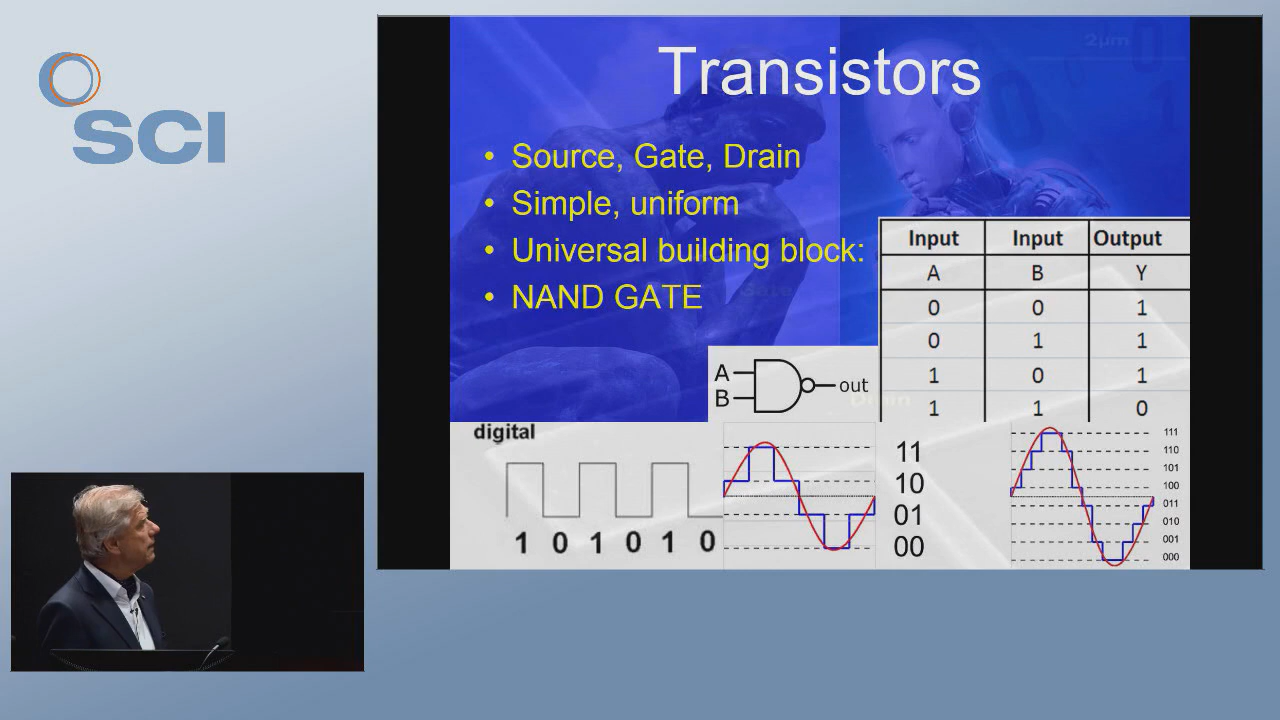 SCI
2µm
Transistors
• Source, Gate, Drain
• Simple, uniform
• Universal building block:
• NAND GATE
Input Input Output
A B Y
0 0 1
0 1 1
1 0 1
1 1 0
A
B
out
Drain
digital
1 0 1 0 1 0
11
10
01
00
111
110
101
100
011
010
001
000